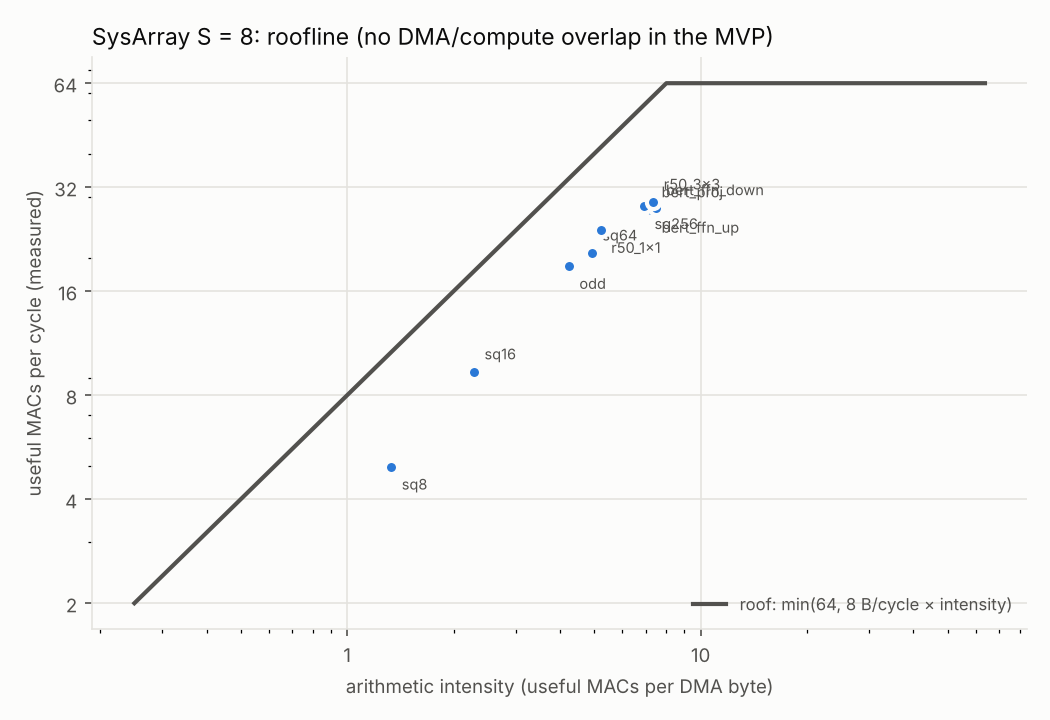 SysArray S = 8: roofline (no DMA/compute overlap in the MVP)
useful MACs per cycle (measured)
64
32
16
8
4
2
r50_3×3
bert_ffn_down
bert_proj
sq256
bert_ffn_up
sq64
r50_1×1
odd
sq16
sq8
roof: min(64, 8 B/cycle × intensity)
1
10
arithmetic intensity (useful MACs per DMA byte)